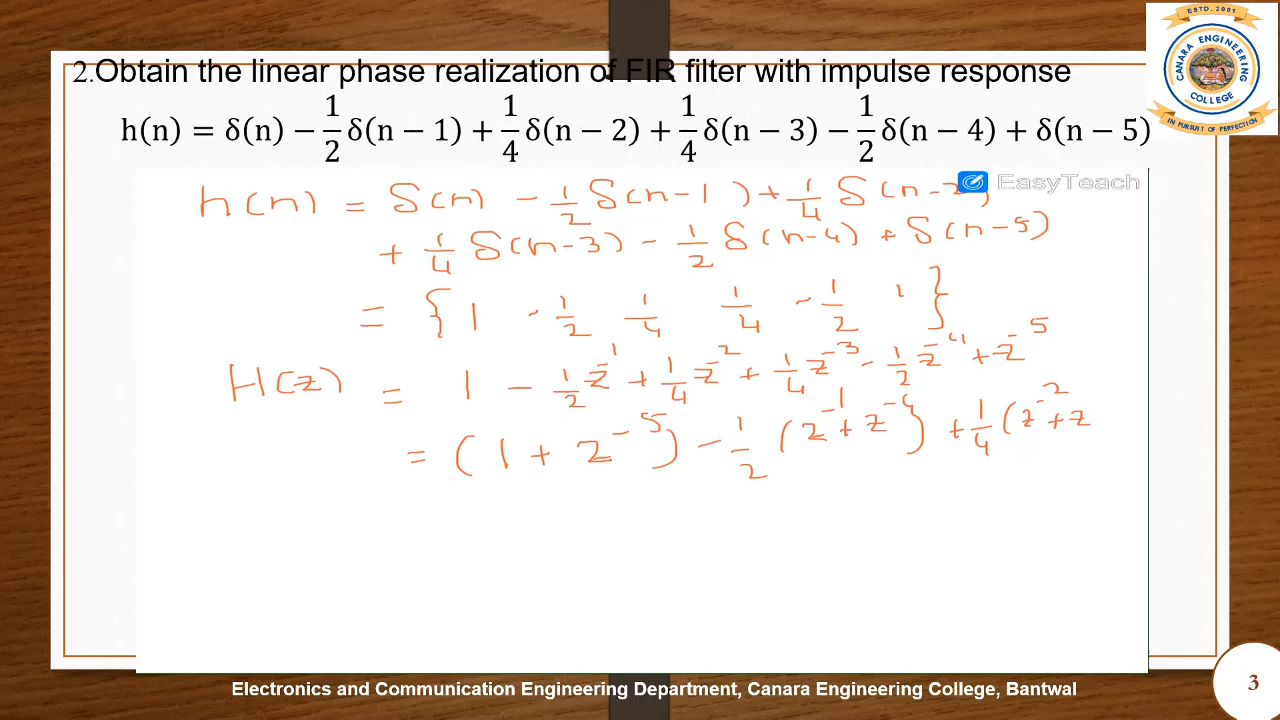 ESTD. 2001
CANARA ENGINEERING
COLLEGE
IN PURSUIT OF PERFECTION
2.Obtain the linear phase realization of FIR filter with impulse response
h(n) = δ(n) − 1/2 δ(n − 1) + 1/4 δ(n − 2) + 1/4 δ(n − 3) − 1/2 δ(n − 4) + δ(n − 5)
EasyTeach
h(n) = δ(n) − 1/2 δ(n−1) + 1/4 δ(n−2)
+ 1/4 δ(n−3) − 1/2 δ(n−4) + δ(n−5)
= { 1 −1/2 1/4 1/4 −1/2 1 }
H(z) = 1 − 1/2 z⁻¹ + 1/4 z⁻² + 1/4 z⁻³ − 1/2 z⁻⁴ + z⁻⁵
= (1 + z⁻⁵) − 1/2 (z⁻¹ + z⁻⁴) + 1/4 (z⁻² + z
Electronics and Communication Engineering Department, Canara Engineering College, Bantwal
3